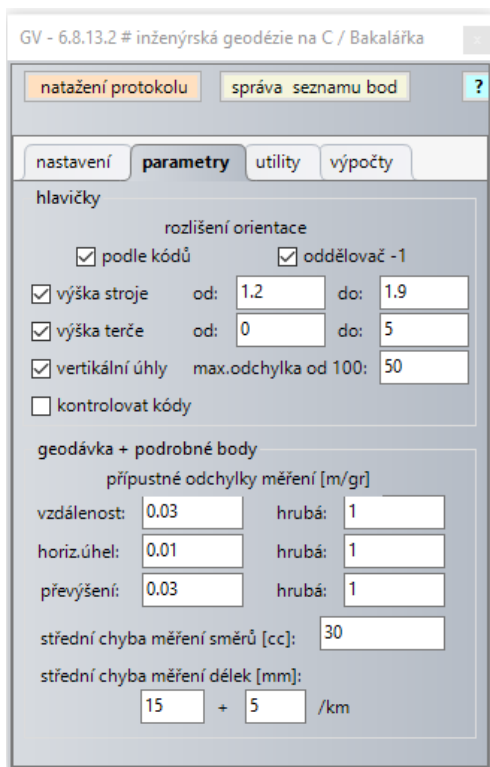 GV - 6.8.13.2 # inženýrská geodézie na C / Bakalářka x
natažení protokolu správa seznamu bod ?
nastavení parametry utility výpočty
hlavičky
rozlišení orientace
podle kódů oddělovač -1
výška stroje od: 1.2 do: 1.9
výška terče od: 0 do: 5
vertikální úhly max.odchylka od 100: 50
kontrolovat kódy
geodávka + podrobné body
přípustné odchylky měření [m/gr]
vzdálenost: 0.03 hrubá: 1
horiz.úhel: 0.01 hrubá: 1
převýšení: 0.03 hrubá: 1
střední chyba měření směrů [cc]: 30
střední chyba měření délek [mm]:
15 + 5 /km